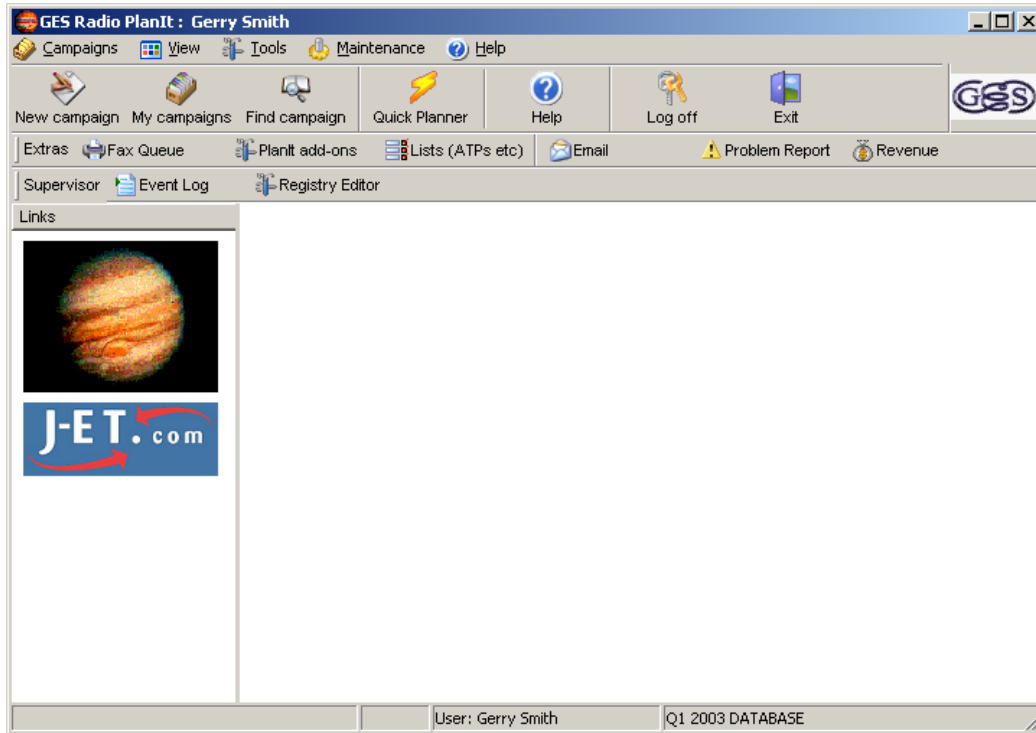 GES Radio PlanIt : Gerry Smith
Campaigns View Tools Maintenance Help
New campaign My campaigns Find campaign Quick Planner Help Log off Exit GES
Extras Fax Queue PlanIt add-ons Lists (ATPs etc) Email Problem Report Revenue
Supervisor Event Log Registry Editor
Links
J-ET.com
User: Gerry Smith Q1 2003 DATABASE